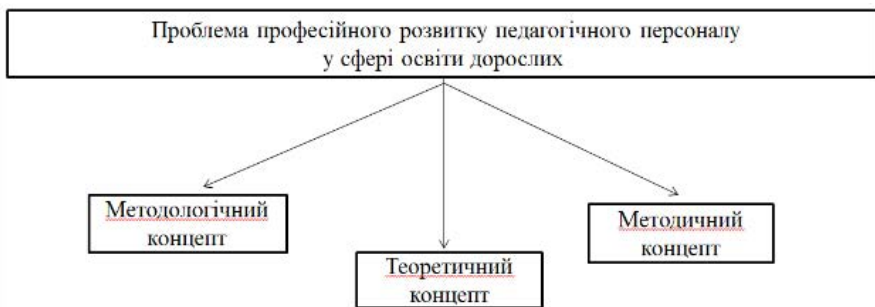 Проблема професійного розвитку педагогічного персоналу
у сфері освіти дорослих
Методологічний
концепт
Теоретичний
концепт
Методичний
концепт